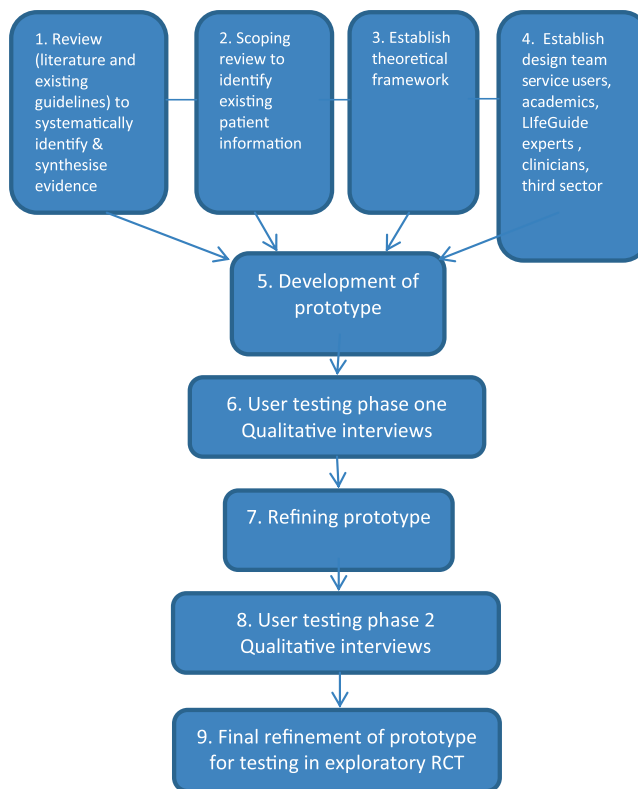 1. Review
(literature and
existing
guidelines) to
systematically
identify &
synthesise
evidence
2. Scoping
review to
identify
existing
patient
information
3. Establish
theoretical
framework
4. Establish
design team
service users,
academics,
LIfeGuide
experts ,
clinicians,
third sector
5. Development of
prototype
6. User testing phase one
Qualitative interviews
7. Refining prototype
8. User testing phase 2
Qualitative interviews
9. Final refinement of prototype
for testing in exploratory RCT